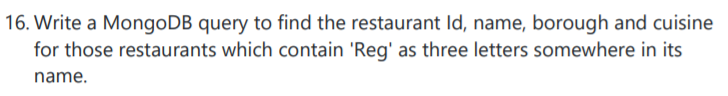 16. Write a MongoDB query to find the restaurant Id, name, borough and cuisine
for those restaurants which contain 'Reg' as three letters somewhere in its
name.